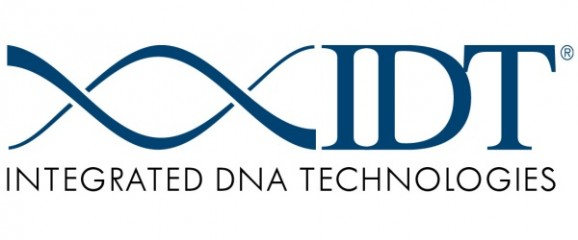 IDT®
INTEGRATED DNA TECHNOLOGIES